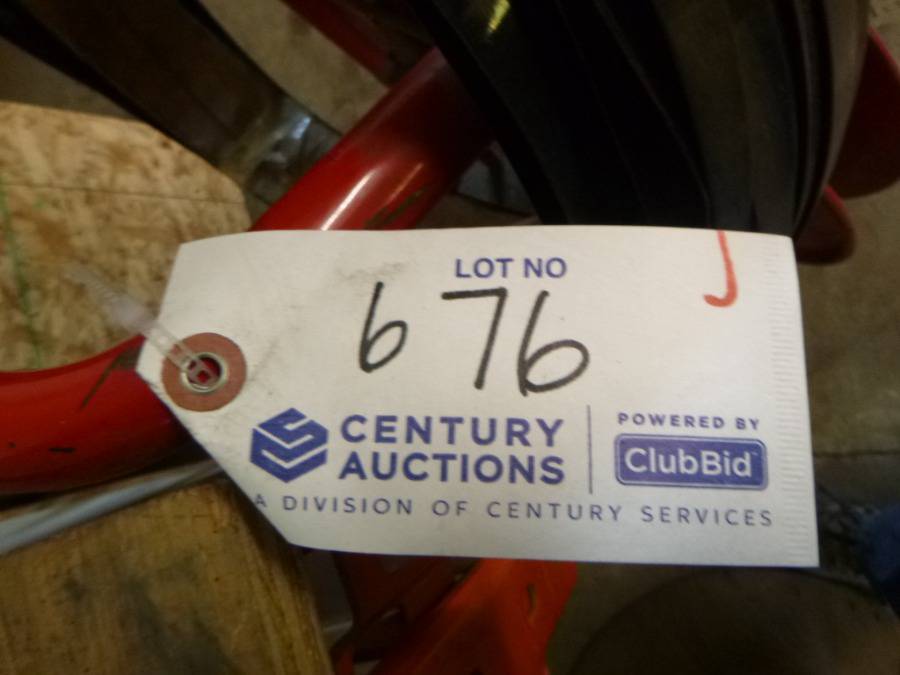 LOT NO
676
J
CENTURY
AUCTIONS
POWERED BY
ClubBid
A DIVISION OF CENTURY SERVICES